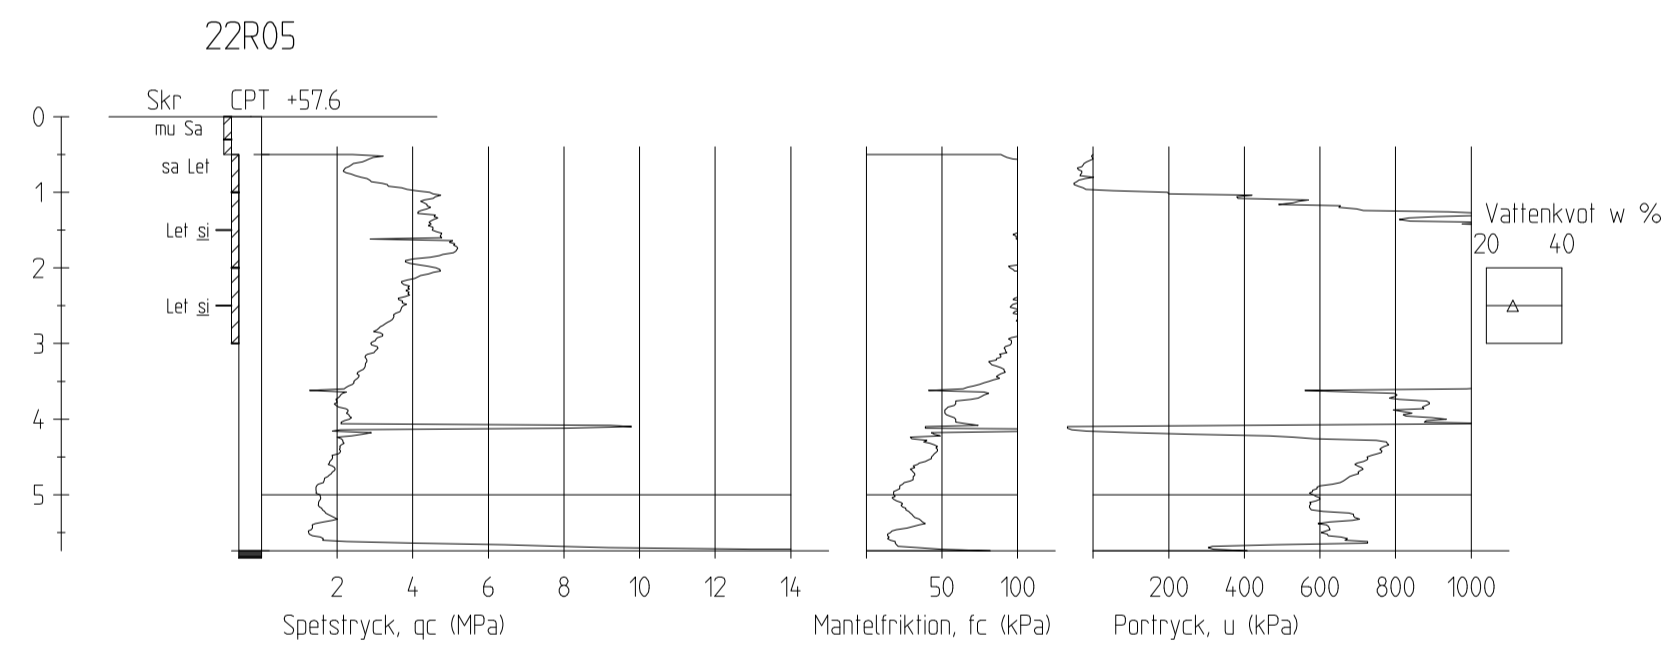 22R05
Skr CPT +57.6
0
mu Sa
sa Let
1
Vattenkvot w %
Let si
20 40
2
Let si
3
4
5
2 4 6 8 10 12 14 50 100 200 400 600 800 1000
Spetstryck, qc (MPa) Mantelfriktion, fc (kPa) Portryck, u (kPa)